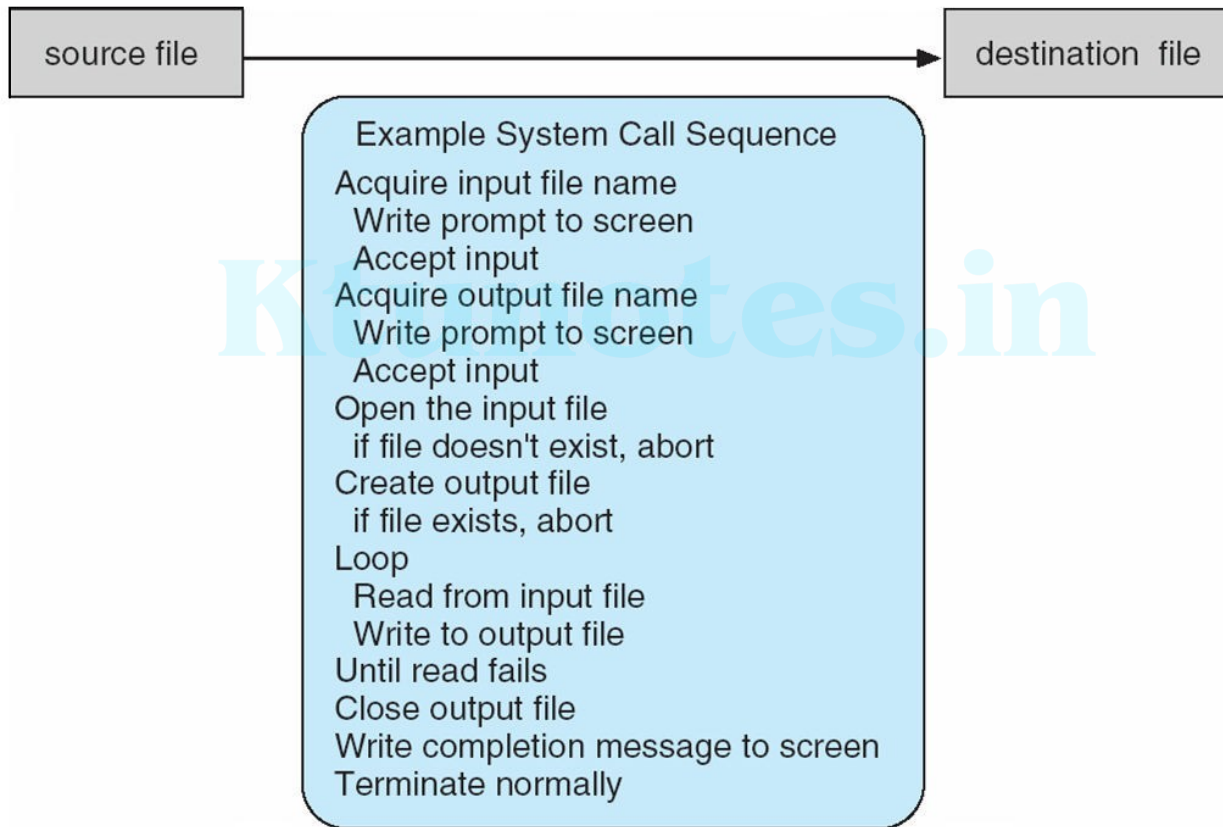 source file
destination file
Example System Call Sequence
Acquire input file name
Write prompt to screen
Accept input
Acquire output file name
Write prompt to screen
Accept input
Open the input file
if file doesn't exist, abort
Create output file
if file exists, abort
Loop
Read from input file
Write to output file
Until read fails
Close output file
Write completion message to screen
Terminate normally
Ktunotes.in